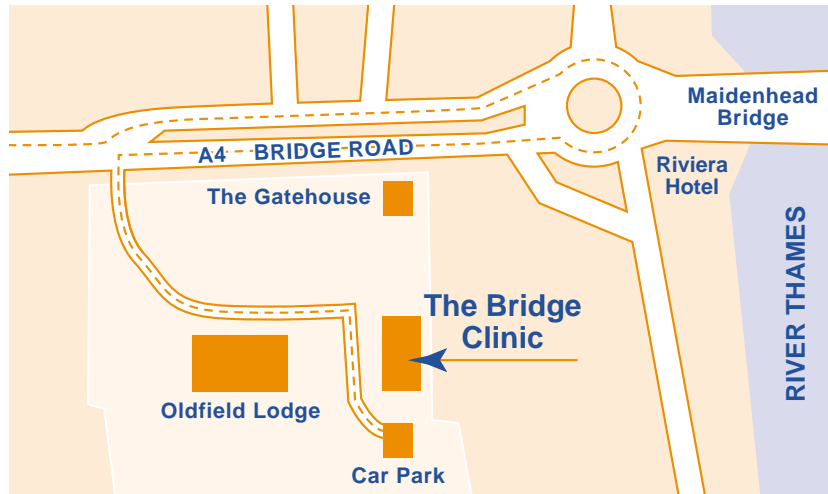 Maidenhead
Bridge
A4 BRIDGE ROAD
Riviera
Hotel
The Gatehouse
RIVER THAMES
The Bridge
Clinic
Oldfield Lodge
Car Park